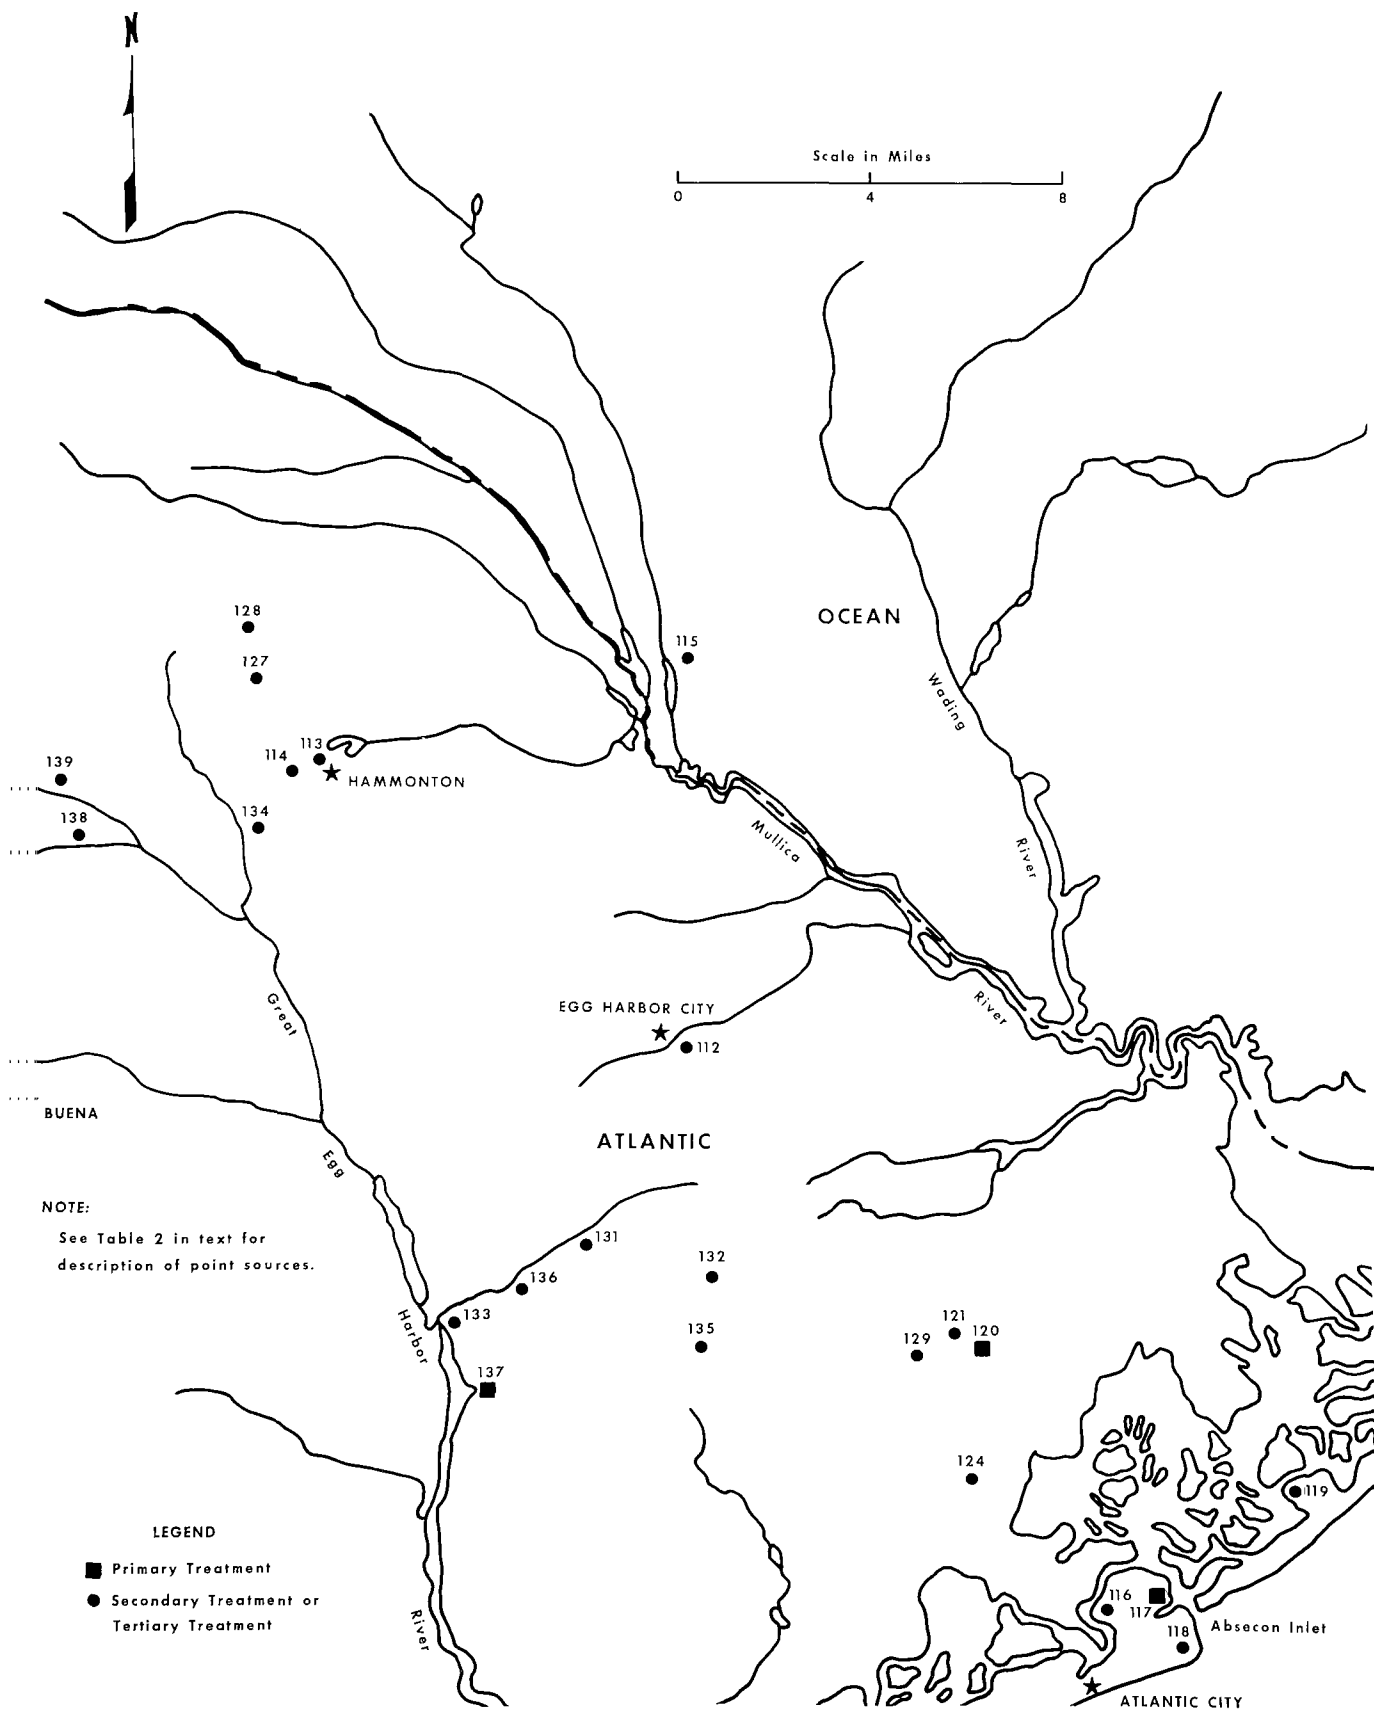 N
Scale in Miles
0 4 8
128
115
OCEAN
127
Wading
113
114
139
HAMMONTON
138
134
Mullica
River
Great
EGG HARBOR CITY
River
112
BUENA
ATLANTIC
Egg
NOTE:
See Table 2 in text for
description of point sources.
131
132
136
133
Harbor
121
120
135
129
137
124
119
LEGEND
Primary Treatment
Secondary Treatment or
Tertiary Treatment
116
117
River
118
Absecon Inlet
ATLANTIC CITY